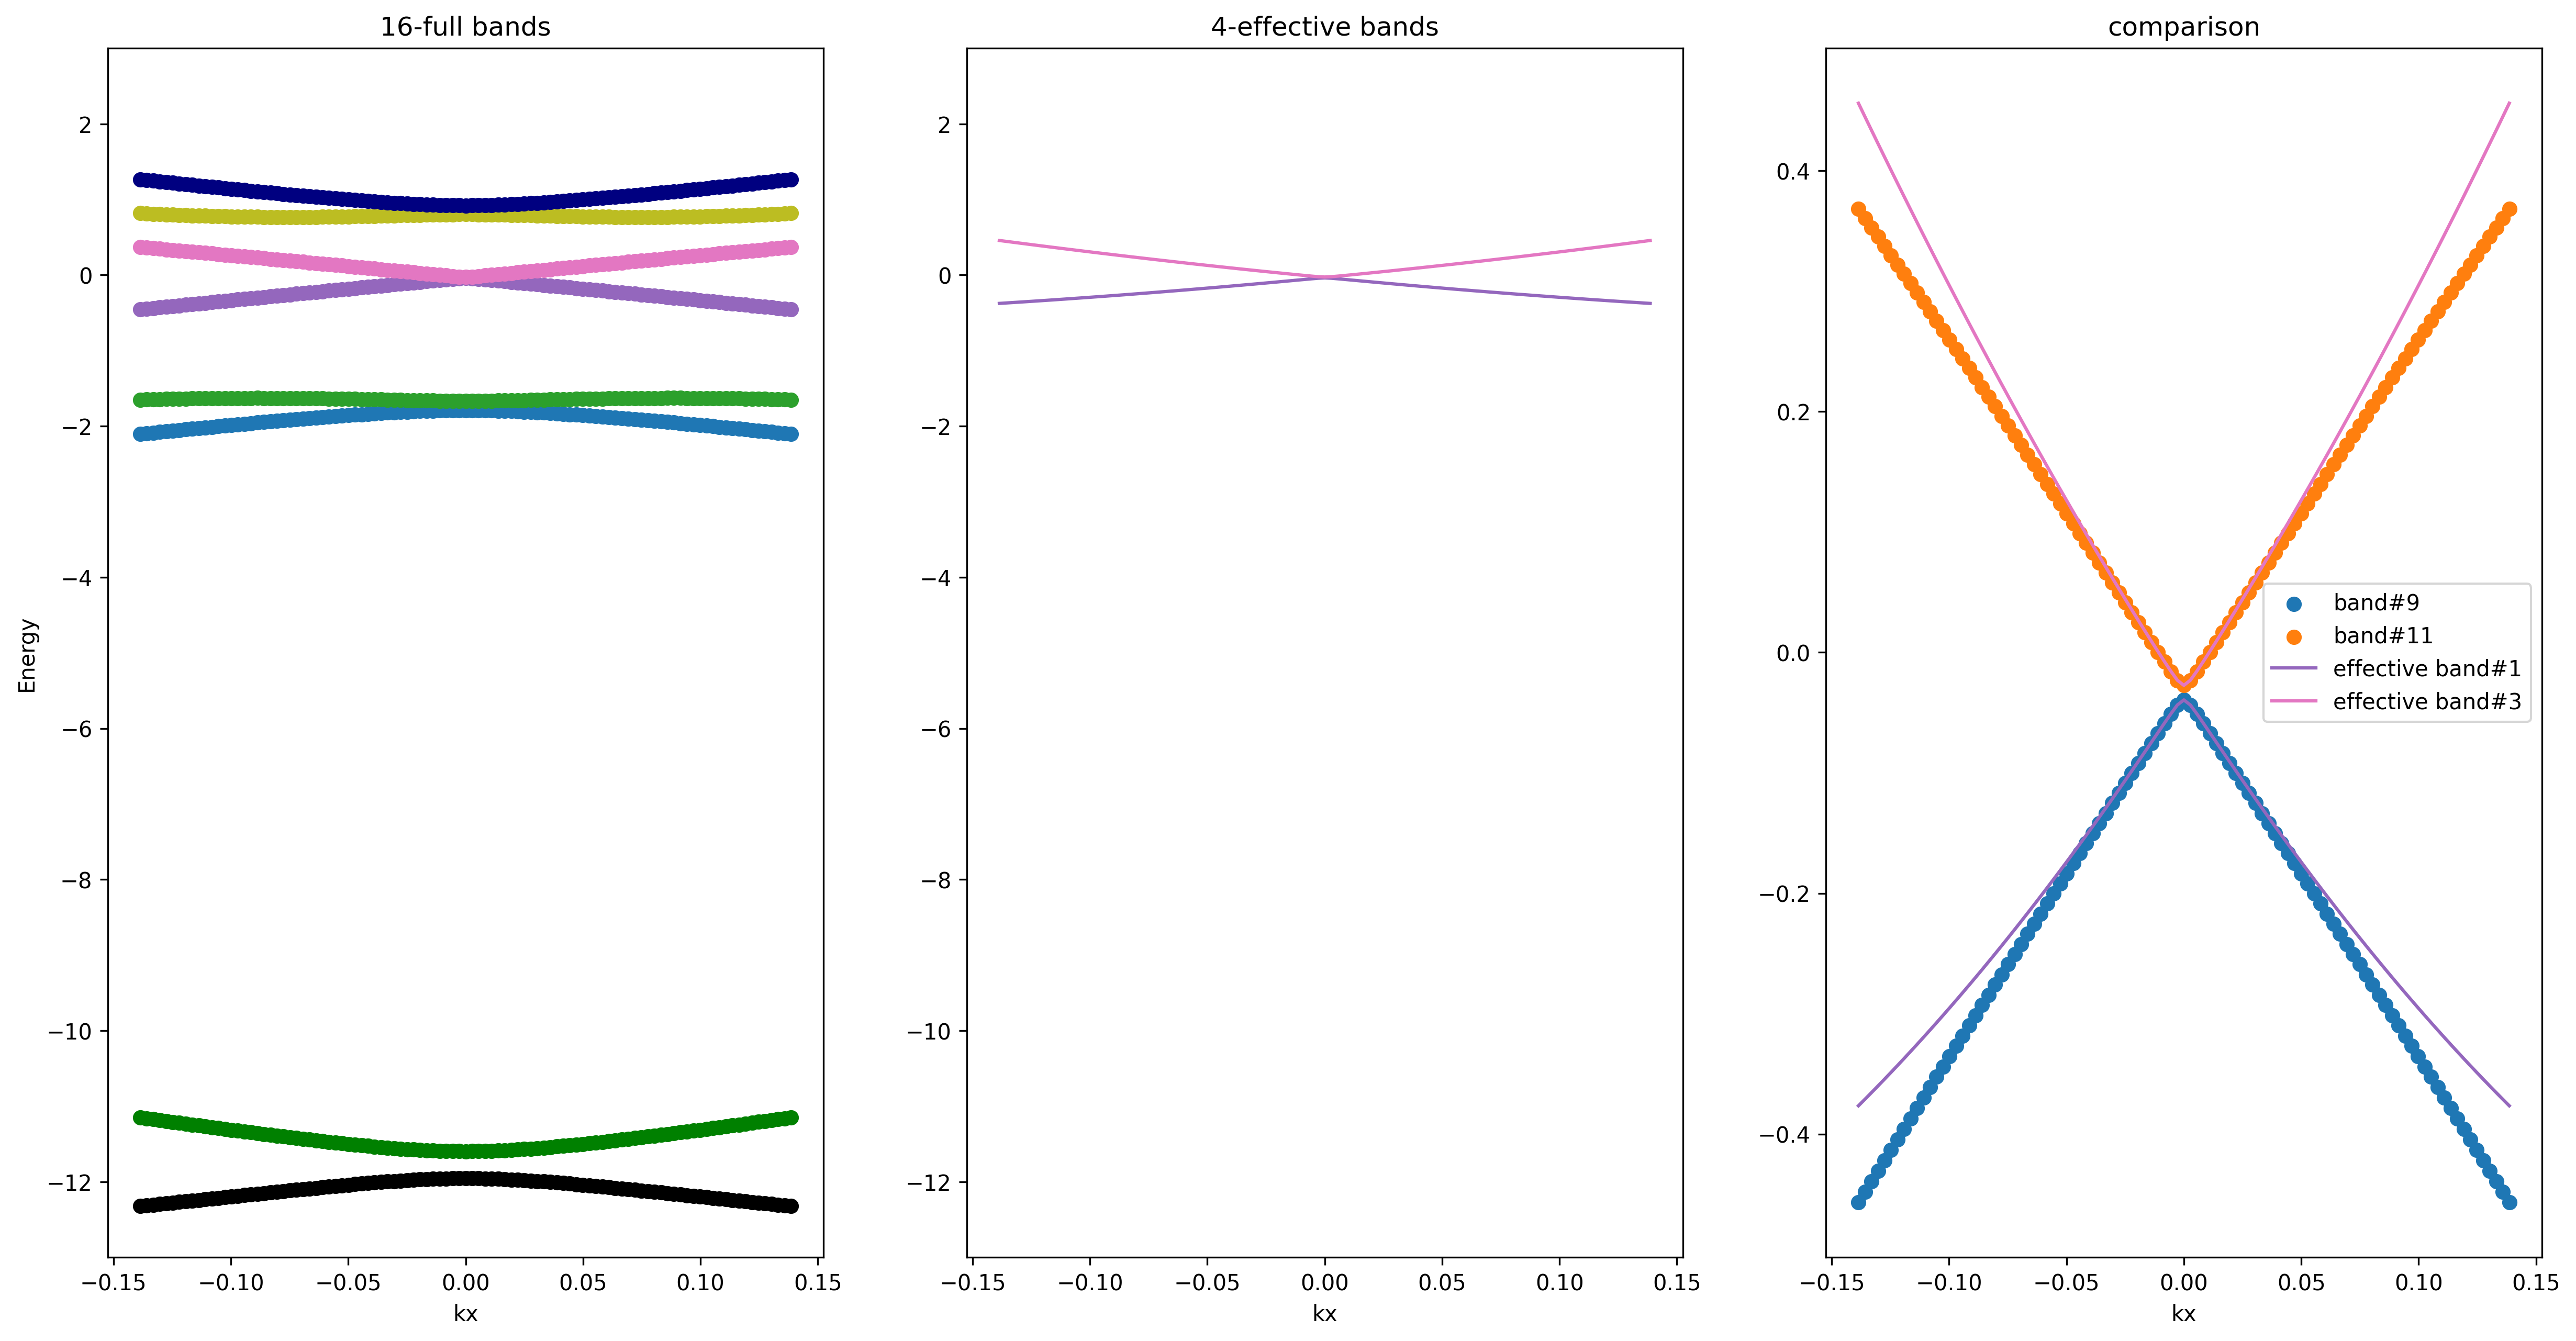 16-full bands
4-effective bands
comparison
Energy
2
0
−2
−4
−6
−8
−10
−12
−0.15 −0.10 −0.05 0.00 0.05 0.10 0.15
kx
2
0
−2
−4
−6
−8
−10
−12
−0.15 −0.10 −0.05 0.00 0.05 0.10 0.15
kx
0.4
0.2
0.0
−0.2
−0.4
band#9
band#11
effective band#1
effective band#3
−0.15 −0.10 −0.05 0.00 0.05 0.10 0.15
kx